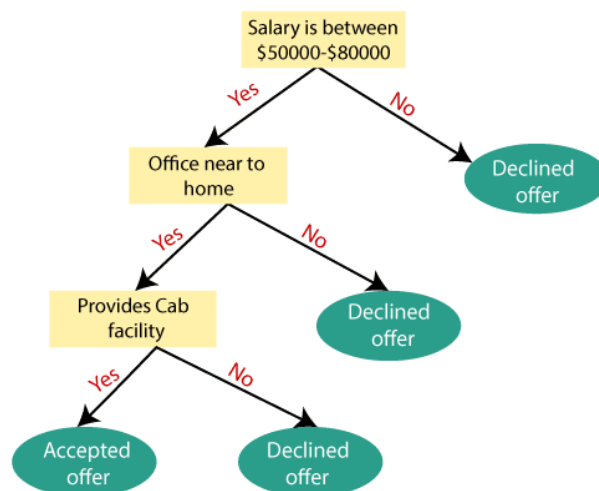 Salary is between
$50000-$80000
Yes
No
Office near to
home
Declined
offer
Yes
No
Provides Cab
facility
Declined
offer
Yes
No
Accepted
offer
Declined
offer